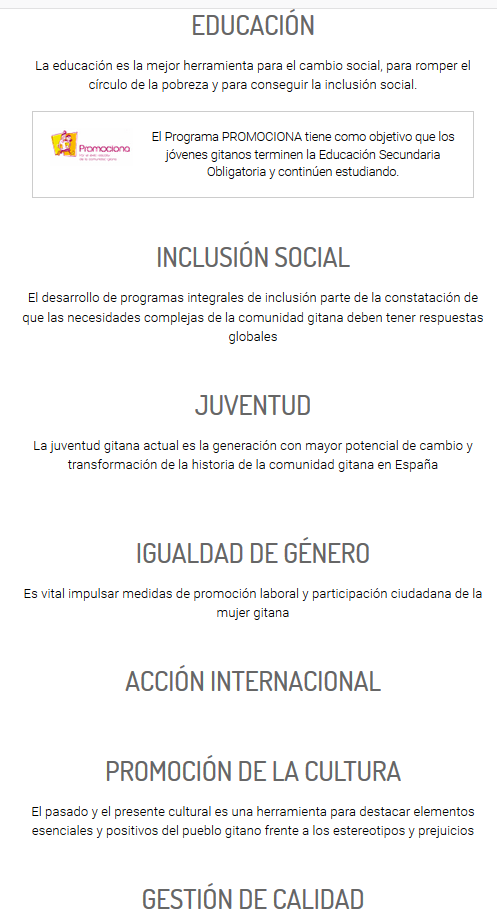 EDUCACIÓN
La educación es la mejor herramienta para el cambio social, para romper el
círculo de la pobreza y para conseguir la inclusión social.
Promociona
El Programa PROMOCIONA tiene como objetivo que los
jóvenes gitanos terminen la Educación Secundaria
Obligatoria y continúen estudiando.
INCLUSIÓN SOCIAL
El desarrollo de programas integrales de inclusión parte de la constatación de
que las necesidades complejas de la comunidad gitana deben tener respuestas
globales
JUVENTUD
La juventud gitana actual es la generación con mayor potencial de cambio y
transformación de la historia de la comunidad gitana en España
IGUALDAD DE GÉNERO
Es vital impulsar medidas de promoción laboral y participación ciudadana de la
mujer gitana
ACCIÓN INTERNACIONAL
PROMOCIÓN DE LA CULTURA
El pasado y el presente cultural es una herramienta para destacar elementos
esenciales y positivos del pueblo gitano frente a los estereotipos y prejuicios
GESTIÓN DE CALIDAD